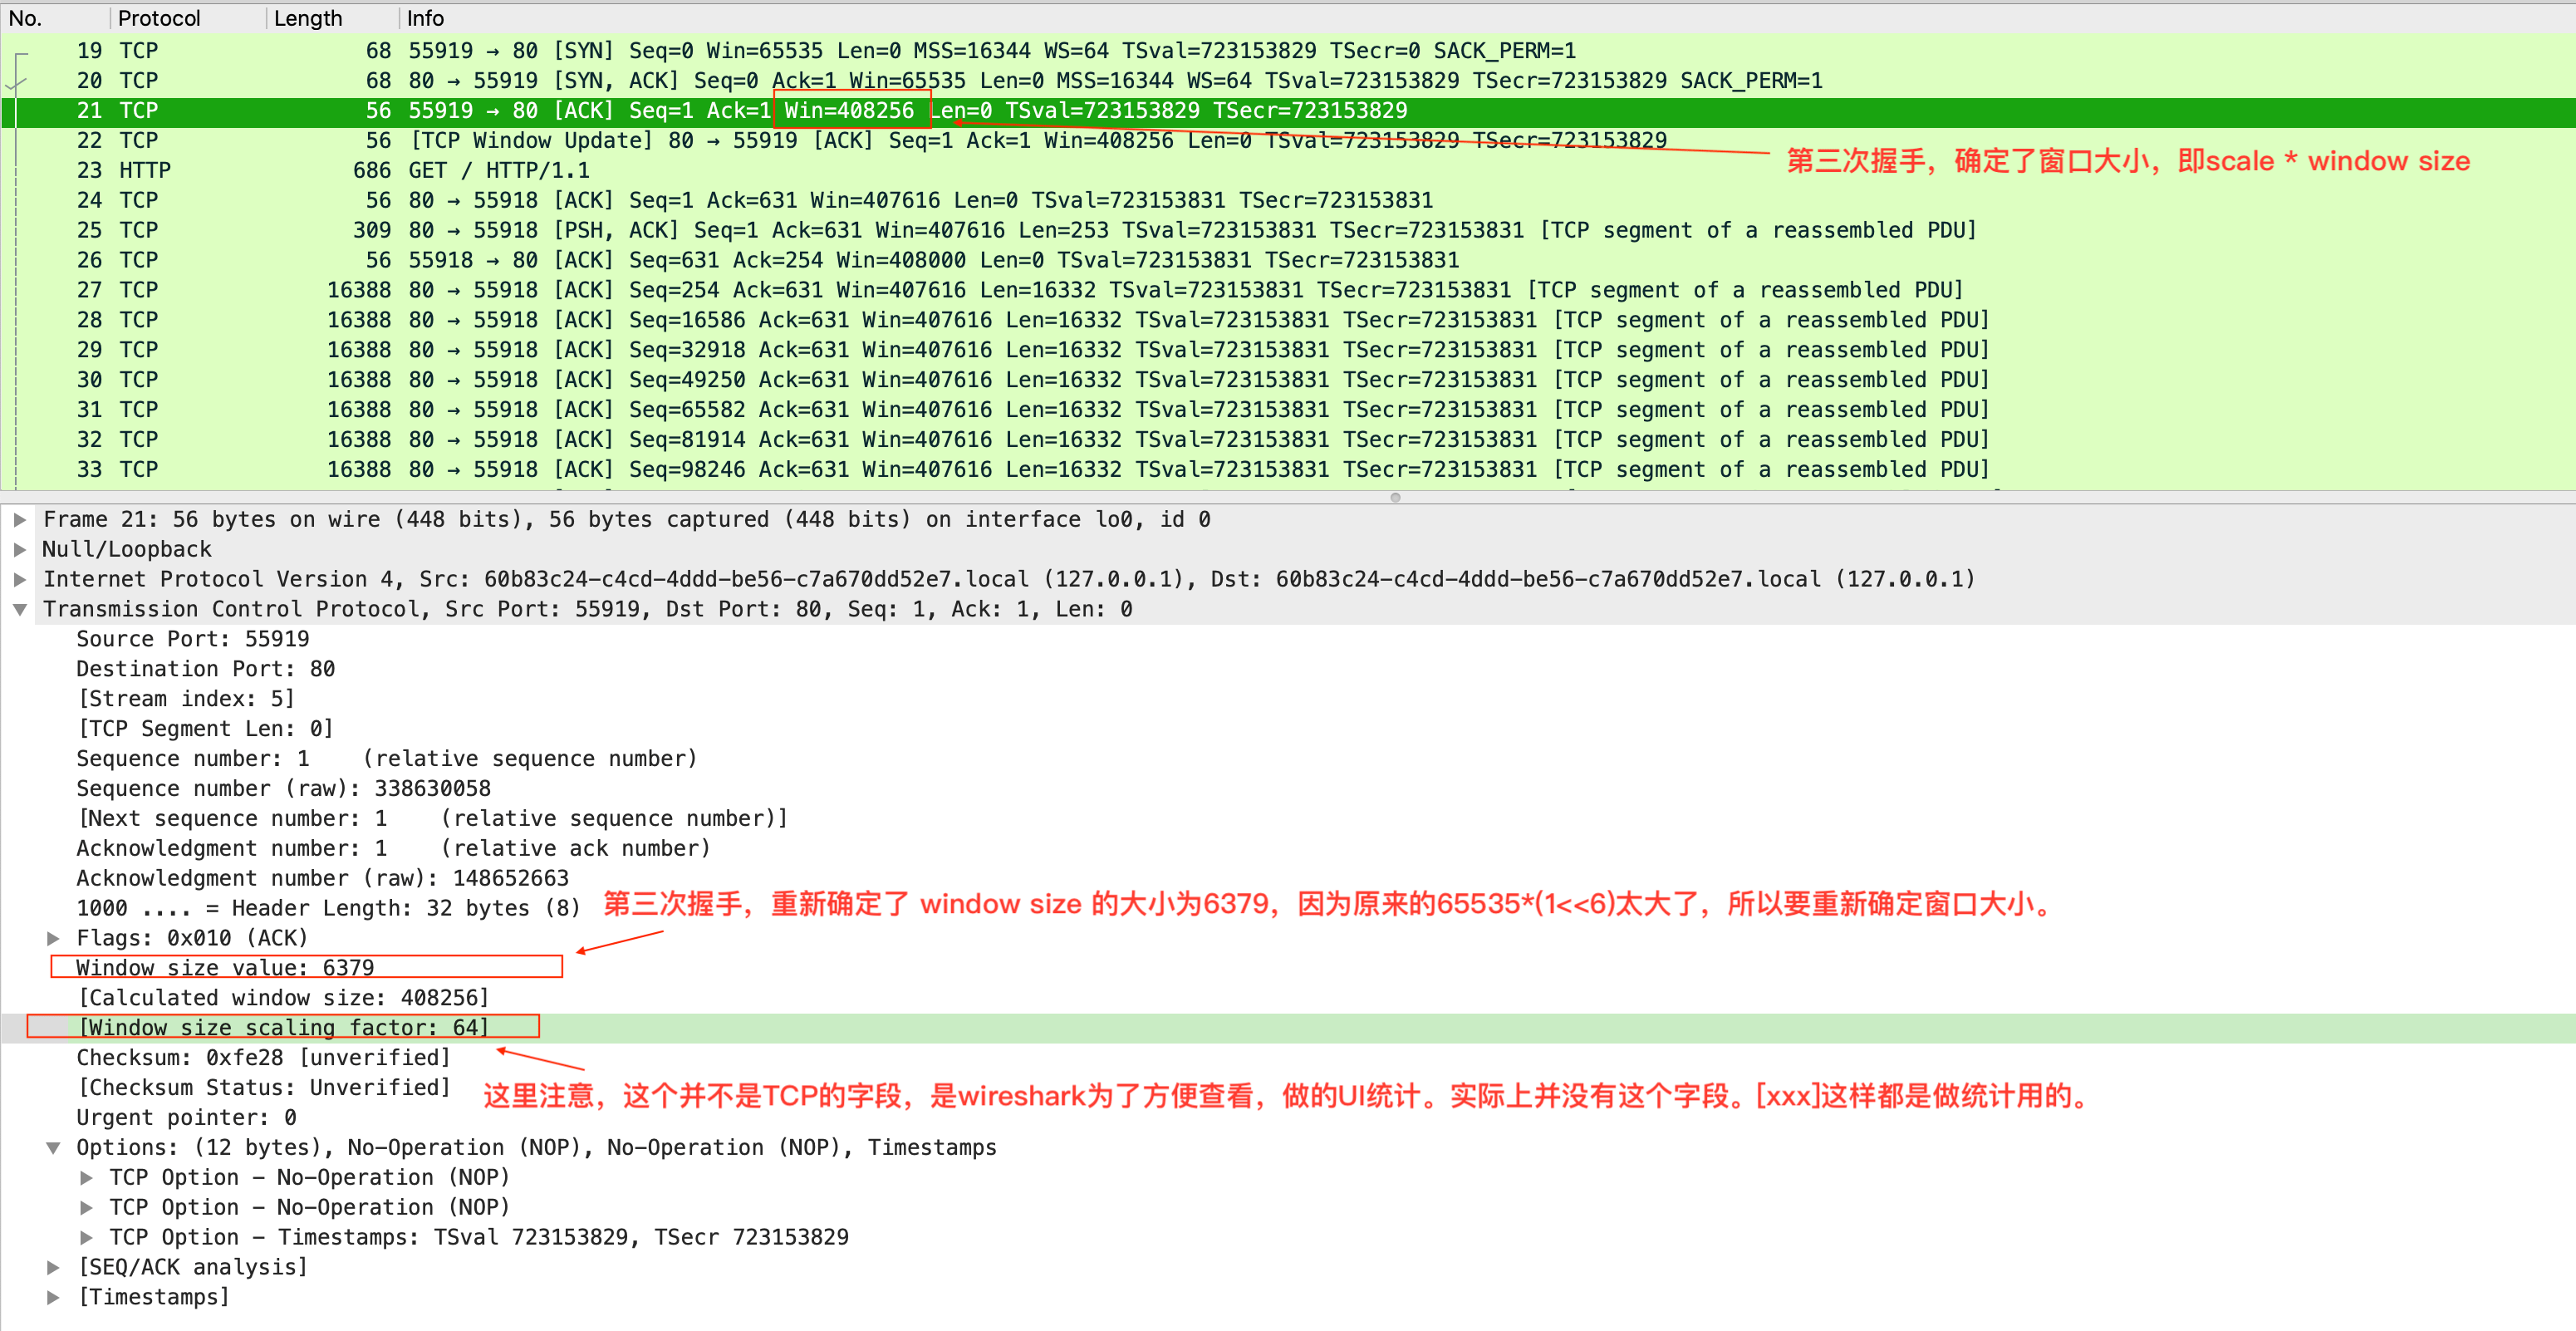 No. Protocol Length Info
19 TCP 68 55919 → 80 [SYN] Seq=0 Win=65535 Len=0 MSS=16344 WS=64 TSval=723153829 TSecr=0 SACK_PERM=1
20 TCP 68 80 → 55919 [SYN, ACK] Seq=0 Ack=1 Win=65535 Len=0 MSS=16344 WS=64 TSval=723153829 TSecr=723153829 SACK_PERM=1
21 TCP 56 55919 → 80 [ACK] Seq=1 Ack=1 Win=408256 Len=0 TSval=723153829 TSecr=723153829
22 TCP 56 [TCP Window Update] 80 → 55919 [ACK] Seq=1 Ack=1 Win=408256 Len=0 TSval=723153829 TSecr=723153829
第三次握手，确定了窗口大小，即scale * window size
23 HTTP 686 GET / HTTP/1.1
24 TCP 56 80 → 55918 [ACK] Seq=1 Ack=631 Win=407616 Len=0 TSval=723153831 TSecr=723153831
25 TCP 309 80 → 55918 [PSH, ACK] Seq=1 Ack=631 Win=407616 Len=253 TSval=723153831 TSecr=723153831 [TCP segment of a reassembled PDU]
26 TCP 56 55918 → 80 [ACK] Seq=631 Ack=254 Win=408000 Len=0 TSval=723153831 TSecr=723153831
27 TCP 16388 80 → 55918 [ACK] Seq=254 Ack=631 Win=407616 Len=16332 TSval=723153831 TSecr=723153831 [TCP segment of a reassembled PDU]
28 TCP 16388 80 → 55918 [ACK] Seq=16586 Ack=631 Win=407616 Len=16332 TSval=723153831 TSecr=723153831 [TCP segment of a reassembled PDU]
29 TCP 16388 80 → 55918 [ACK] Seq=32918 Ack=631 Win=407616 Len=16332 TSval=723153831 TSecr=723153831 [TCP segment of a reassembled PDU]
30 TCP 16388 80 → 55918 [ACK] Seq=49250 Ack=631 Win=407616 Len=16332 TSval=723153831 TSecr=723153831 [TCP segment of a reassembled PDU]
31 TCP 16388 80 → 55918 [ACK] Seq=65582 Ack=631 Win=407616 Len=16332 TSval=723153831 TSecr=723153831 [TCP segment of a reassembled PDU]
32 TCP 16388 80 → 55918 [ACK] Seq=81914 Ack=631 Win=407616 Len=16332 TSval=723153831 TSecr=723153831 [TCP segment of a reassembled PDU]
33 TCP 16388 80 → 55918 [ACK] Seq=98246 Ack=631 Win=407616 Len=16332 TSval=723153831 TSecr=723153831 [TCP segment of a reassembled PDU]
Frame 21: 56 bytes on wire (448 bits), 56 bytes captured (448 bits) on interface lo0, id 0
Null/Loopback
Internet Protocol Version 4, Src: 60b83c24-c4cd-4ddd-be56-c7a670dd52e7.local (127.0.0.1), Dst: 60b83c24-c4cd-4ddd-be56-c7a670dd52e7.local (127.0.0.1)
Transmission Control Protocol, Src Port: 55919, Dst Port: 80, Seq: 1, Ack: 1, Len: 0
Source Port: 55919
Destination Port: 80
[Stream index: 5]
[TCP Segment Len: 0]
Sequence number: 1 (relative sequence number)
Sequence number (raw): 338630058
[Next sequence number: 1 (relative sequence number)]
Acknowledgment number: 1 (relative ack number)
Acknowledgment number (raw): 148652663
1000 .... = Header Length: 32 bytes (8)
第三次握手，重新确定了 window size 的大小为6379，因为原来的65535*(1<<6)太大了，所以要重新确定窗口大小。
Flags: 0x010 (ACK)
Window size value: 6379
[Calculated window size: 408256]
[Window size scaling factor: 64]
Checksum: 0xfe28 [unverified]
[Checksum Status: Unverified]
这里注意，这个并不是TCP的字段，是wireshark为了方便查看，做的UI统计。实际上并没有这个字段。[xxx]这样都是做统计用的。
Urgent pointer: 0
Options: (12 bytes), No-Operation (NOP), No-Operation (NOP), Timestamps
TCP Option - No-Operation (NOP)
TCP Option - No-Operation (NOP)
TCP Option - Timestamps: TSval 723153829, TSecr 723153829
[SEQ/ACK analysis]
[Timestamps]